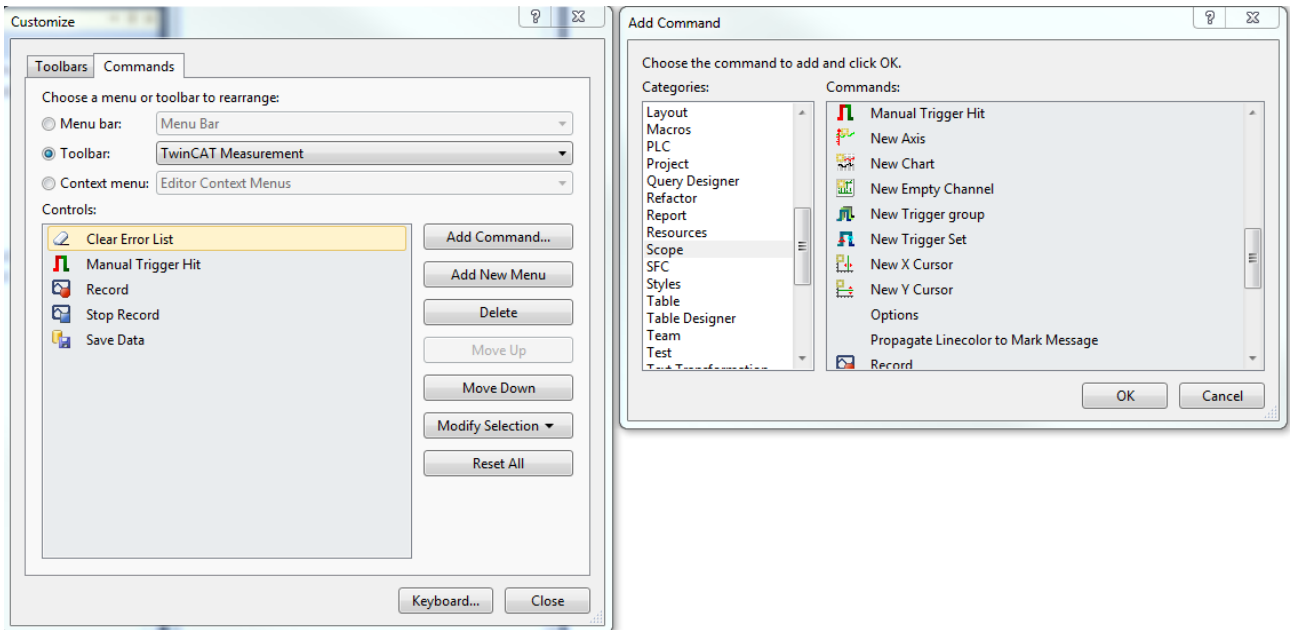 Customize
Toolbars Commands
Choose a menu or toolbar to rearrange:
Menu bar: Menu Bar
Toolbar: TwinCAT Measurement
Context menu: Editor Context Menus
Controls:
Clear Error List
Manual Trigger Hit
Record
Stop Record
Save Data
Add Command...
Add New Menu
Delete
Move Up
Move Down
Modify Selection
Reset All
Keyboard... Close
Add Command
Choose the command to add and click OK.
Categories:
Layout
Macros
PLC
Project
Query Designer
Refactor
Report
Resources
Scope
SFC
Styles
Table
Table Designer
Team
Test
Text Transformation
Commands:
Manual Trigger Hit
New Axis
New Chart
New Empty Channel
New Trigger group
New Trigger Set
New X Cursor
New Y Cursor
Options
Propagate Linecolor to Mark Message
Record
OK Cancel